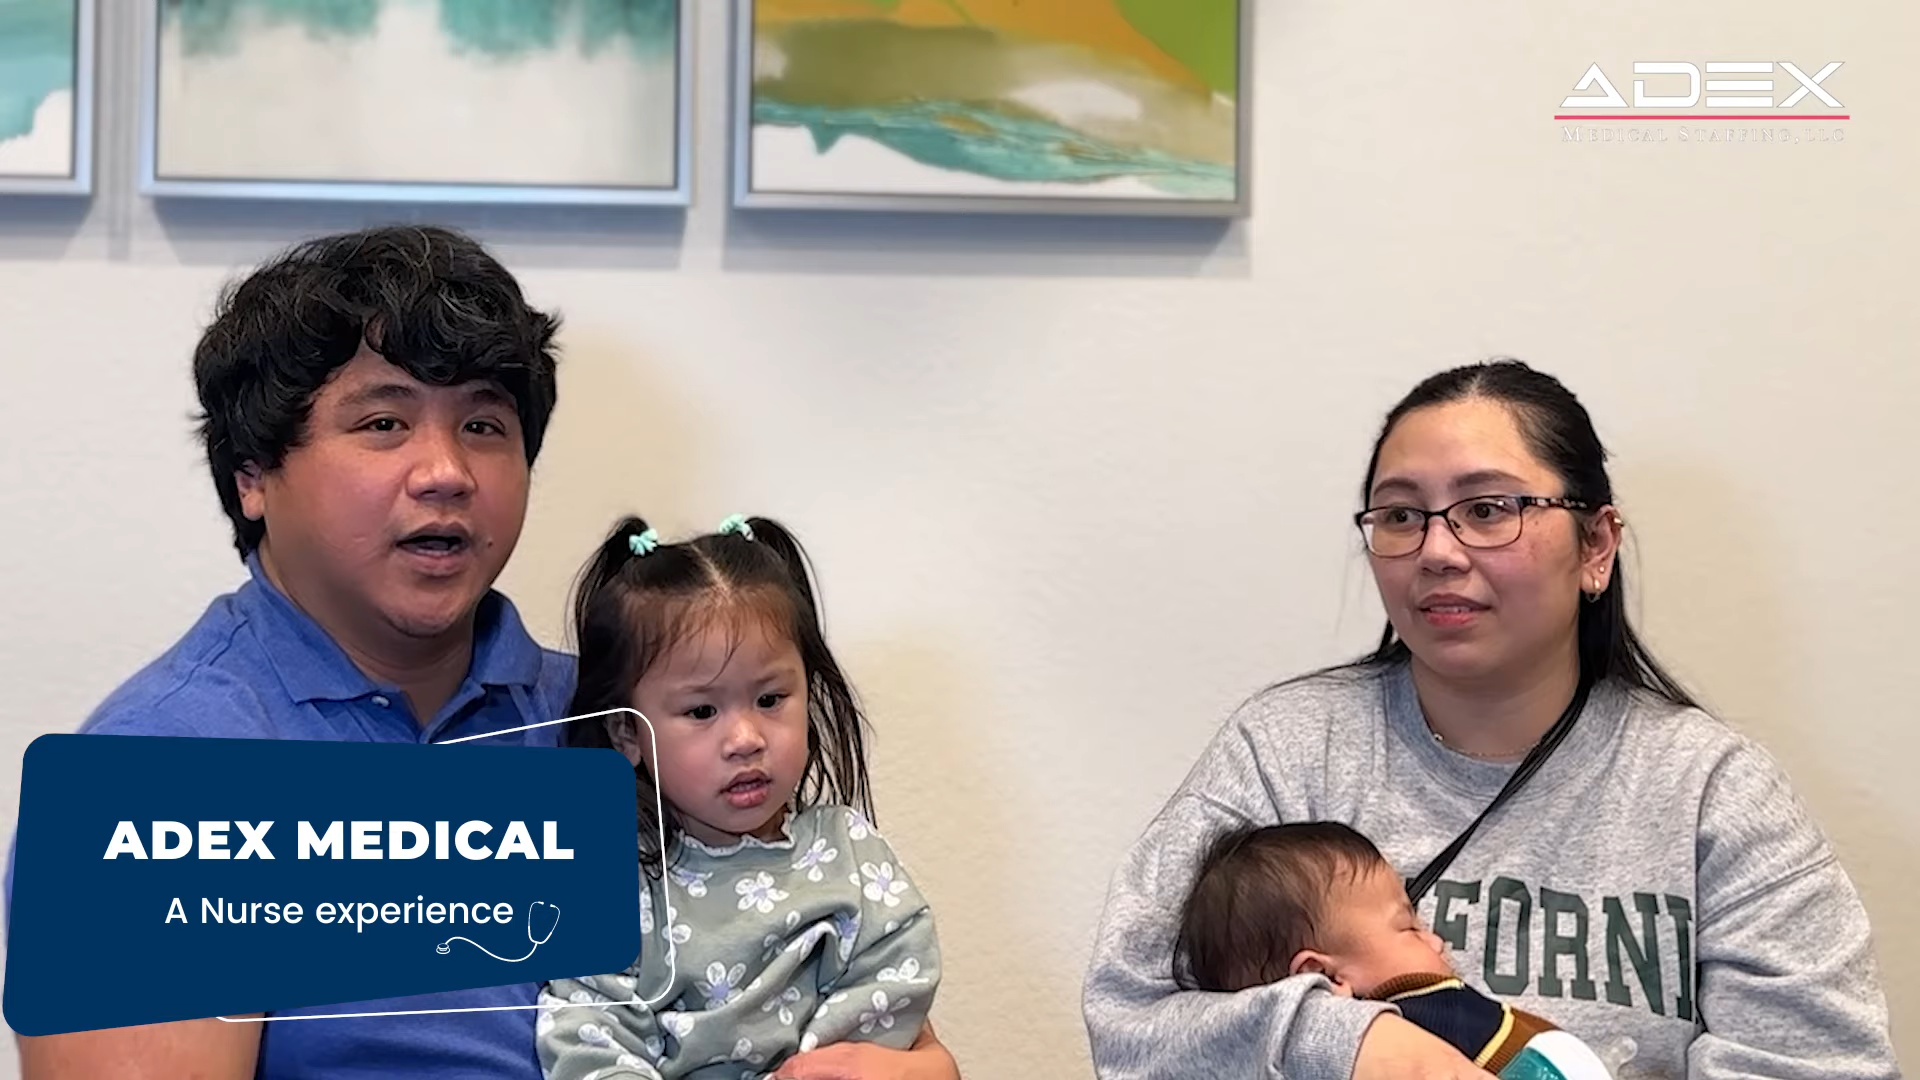 ADEX
MEDICAL STAFFING, LLC
ADEX MEDICAL
A Nurse experience
FORNI